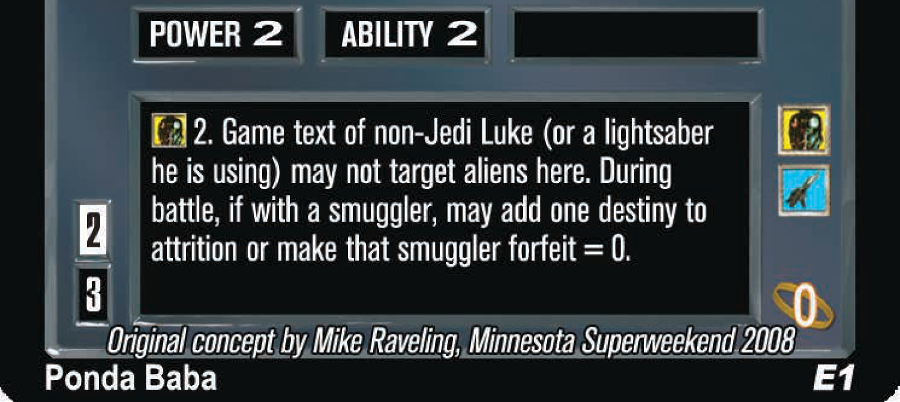 POWER 2 ABILITY 2
2. Game text of non-Jedi Luke (or a lightsaber
he is using) may not target aliens here. During
battle, if with a smuggler, may add one destiny to
attrition or make that smuggler forfeit = 0.
2
3
0
Original concept by Mike Raveling, Minnesota Superweekend 2008
Ponda Baba E1